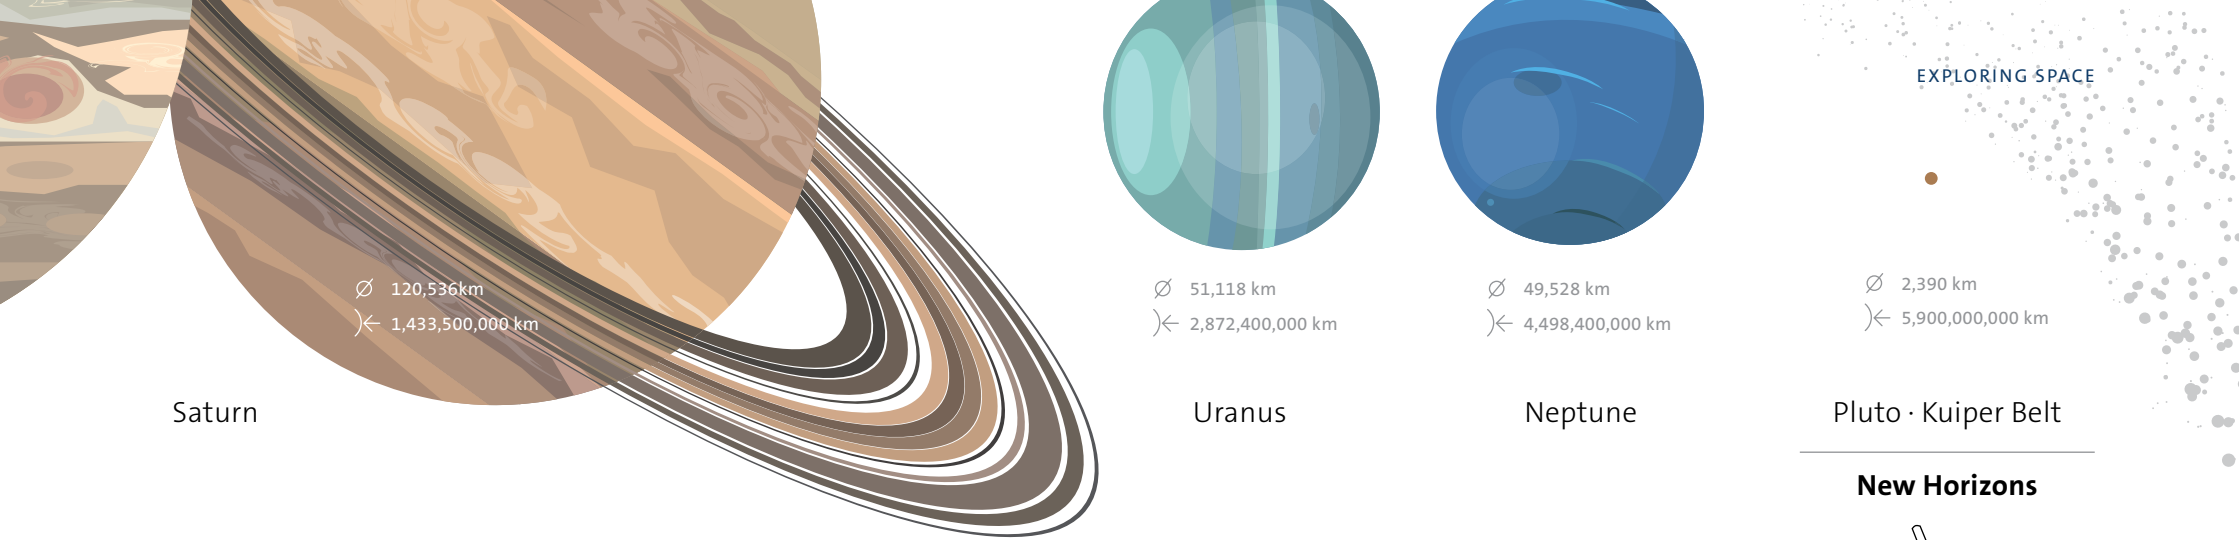 EXPLORING SPACE
120,536km
1,433,500,000 km
Saturn
51,118 km
2,872,400,000 km
Uranus
49,528 km
4,498,400,000 km
Neptune
2,390 km
5,900,000,000 km
Pluto · Kuiper Belt
New Horizons